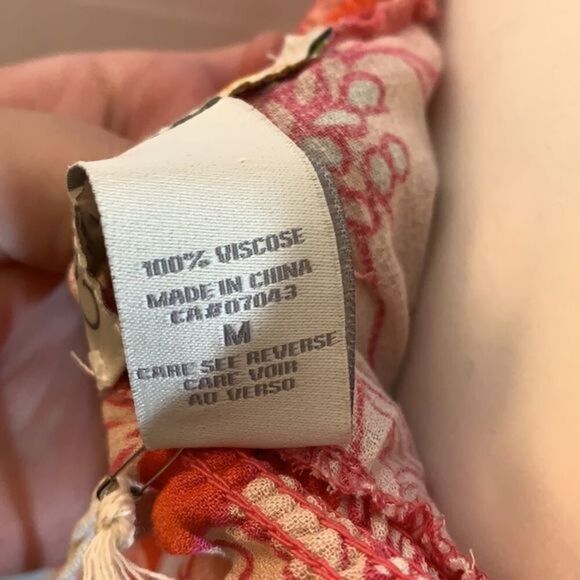 100% VISCOSE
MADE IN CHINA
CA#07043
M
CARE SEE REVERSE
CARE VOIR
AU VERSO